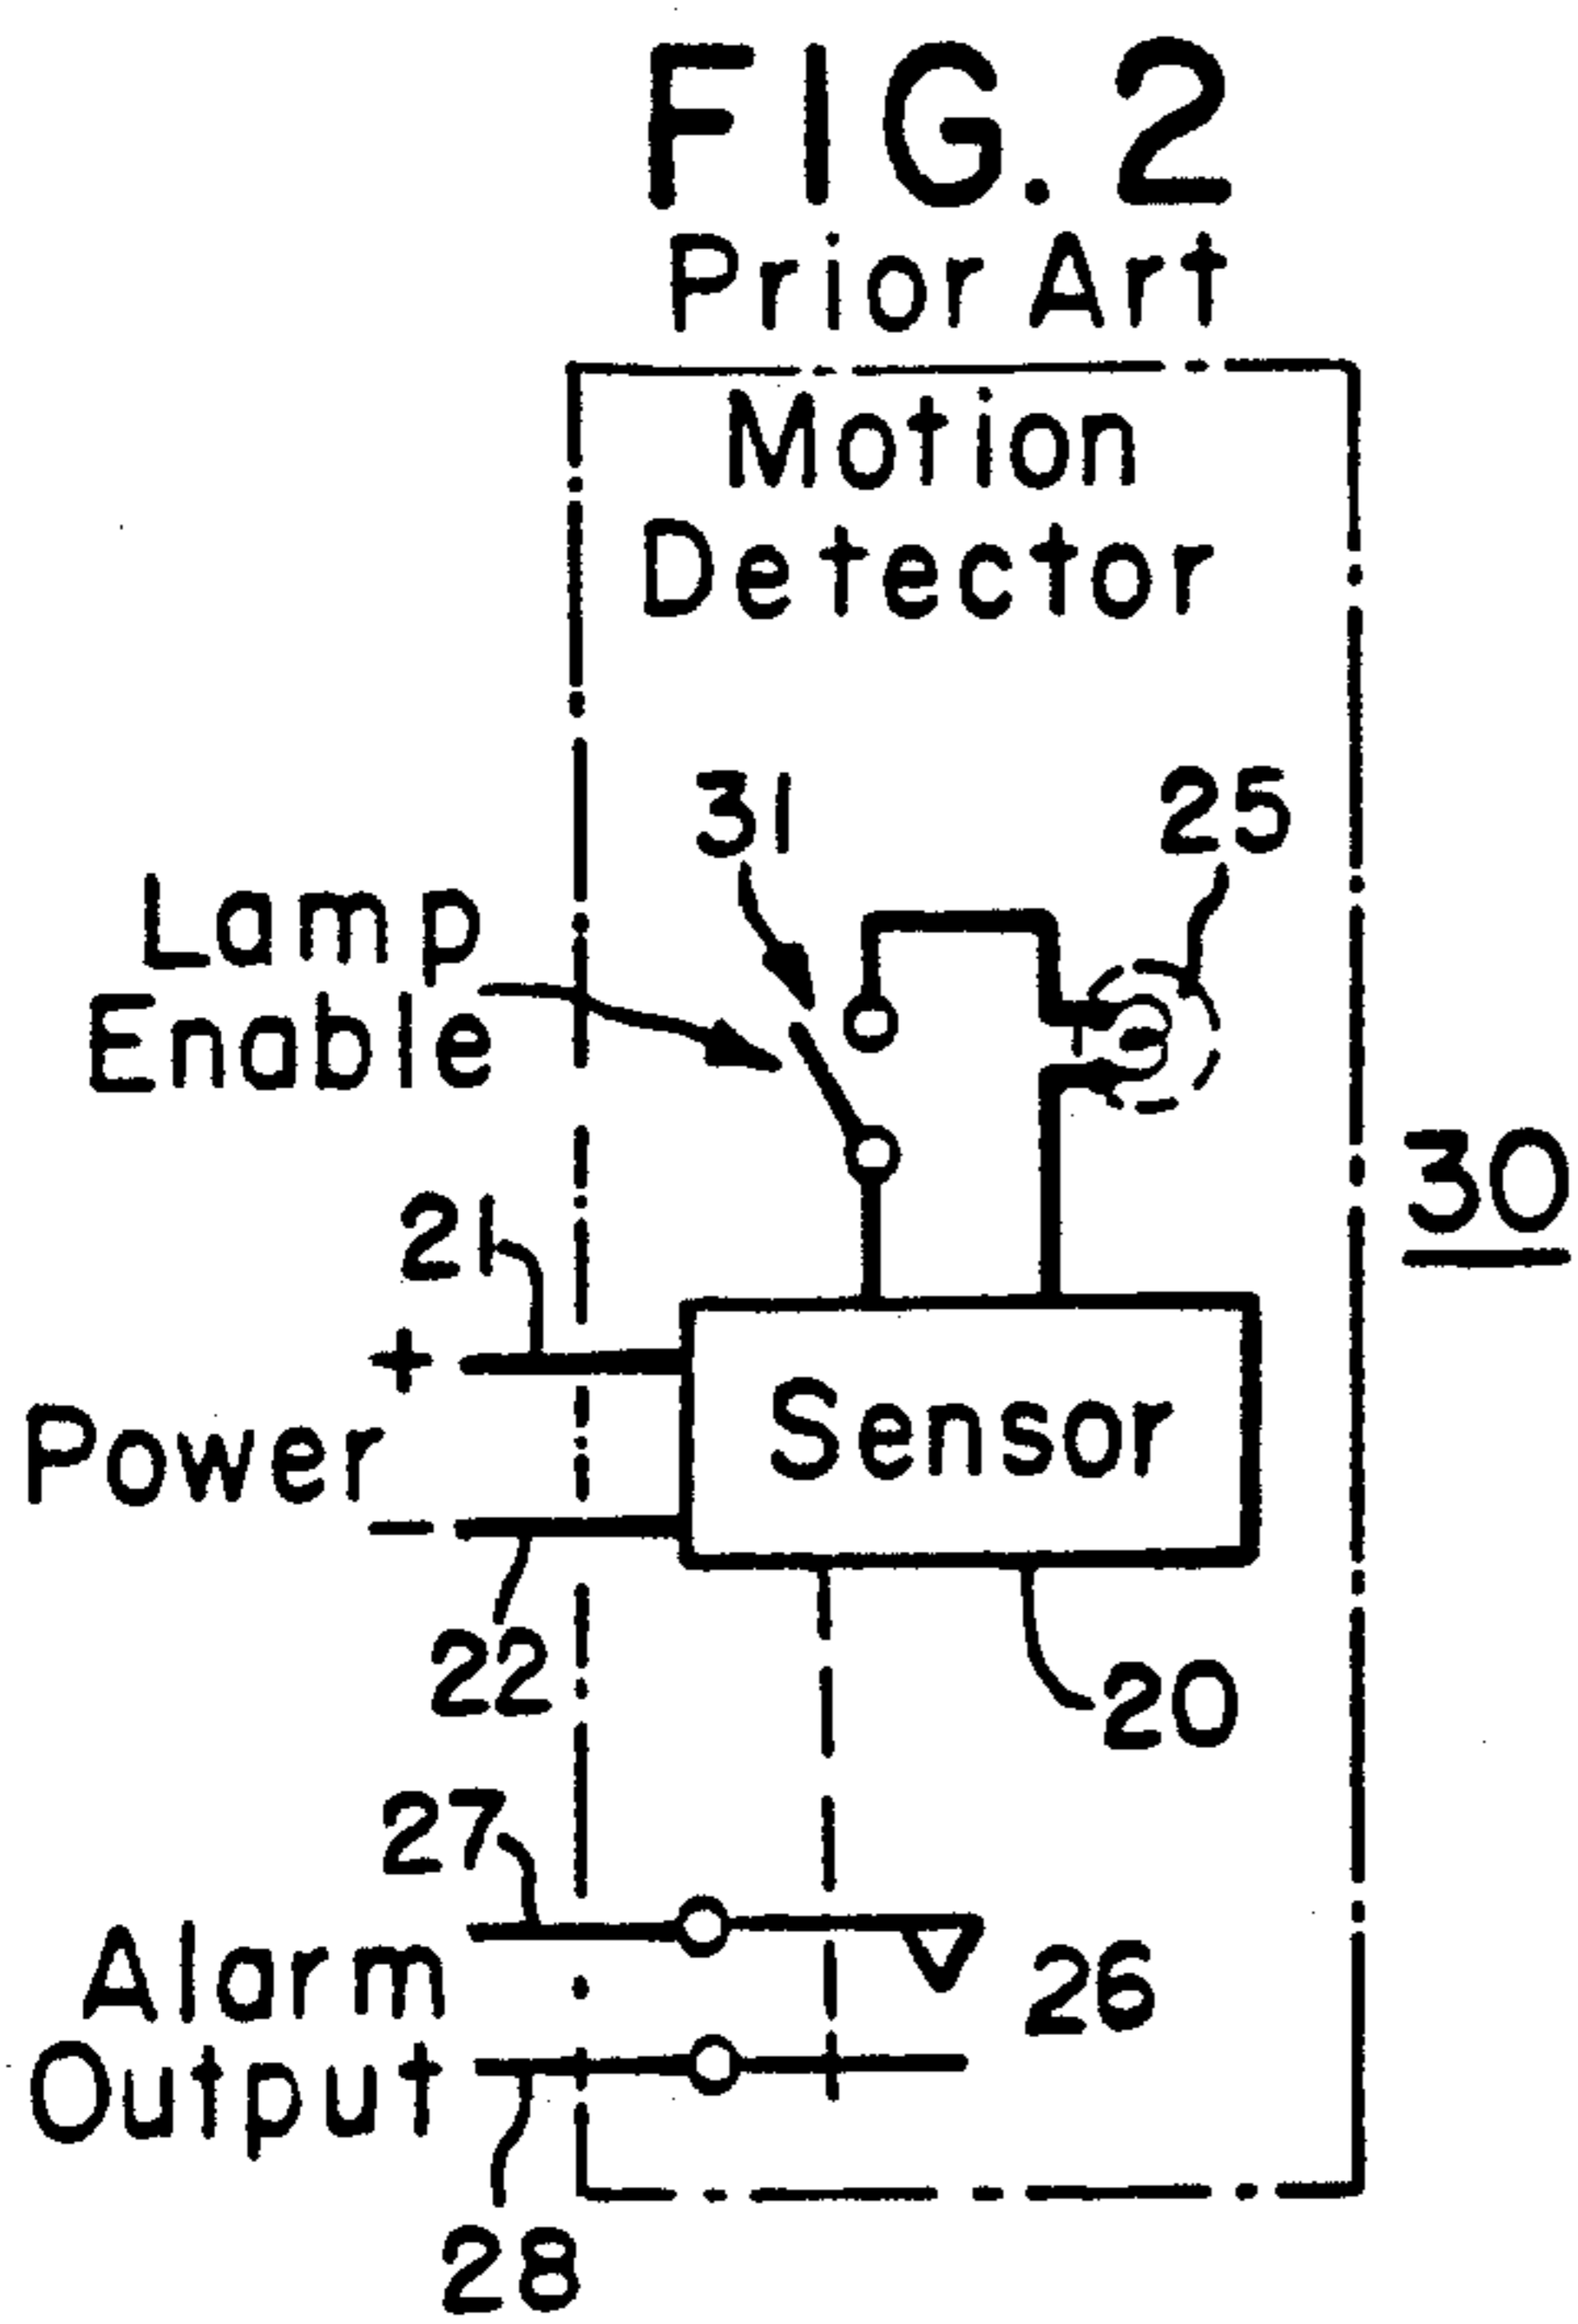 FIG. 2
Prior Art
Motion
Detector
31
25
Lamp
Enable
30
21
+
Power
Sensor
-
22
20
27
Alarm
Output
26
28